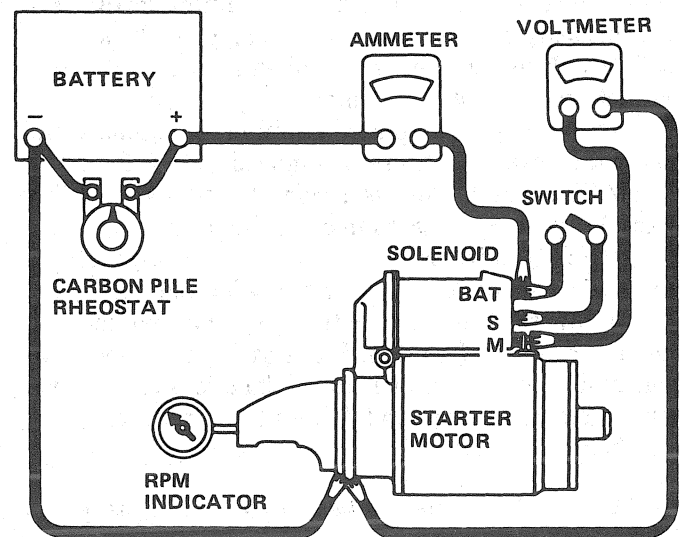 VOLTMETER
AMMETER
BATTERY
− +
SWITCH
SOLENOID
CARBON PILE
RHEOSTAT
BAT
S
M
STARTER
MOTOR
RPM
INDICATOR